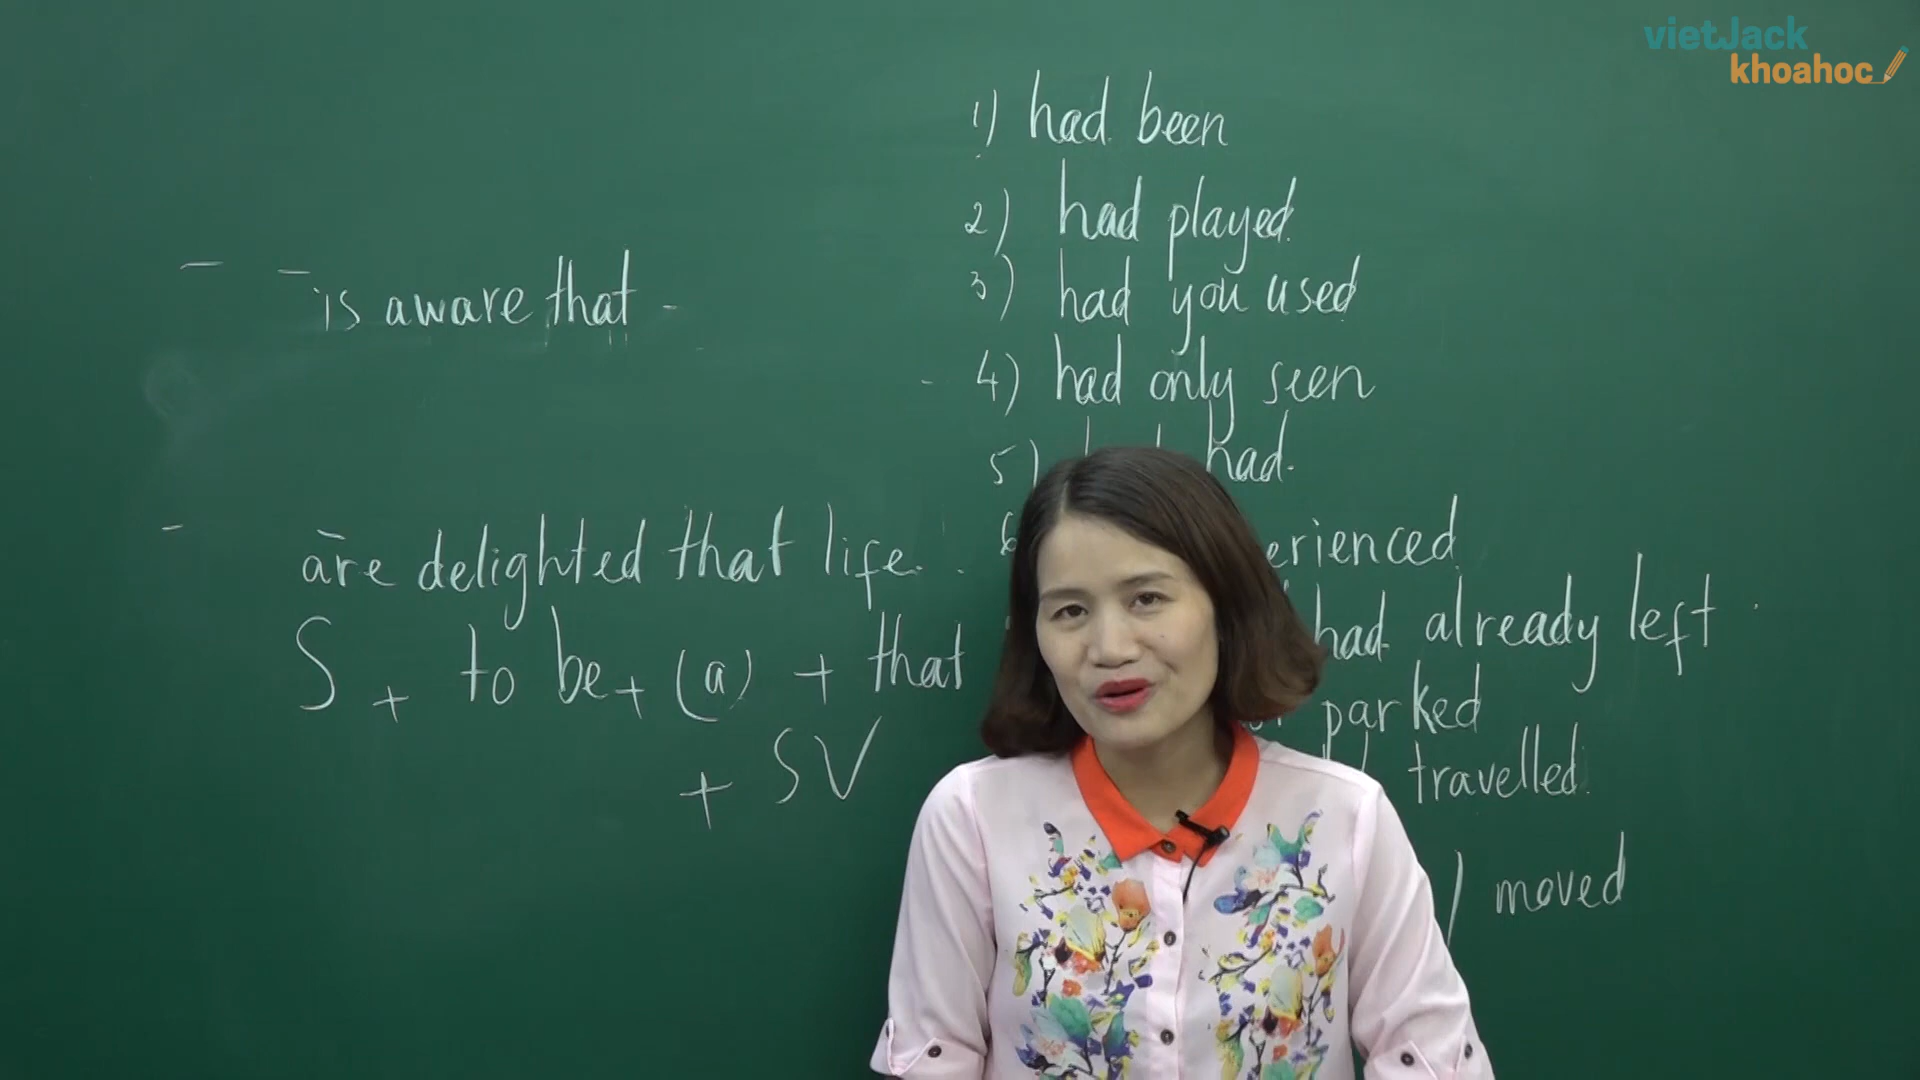 vietJack
khoahoc
is aware that
are delighted that life
S + to be + (a) + that
+ SV
1) had been
2) had played
3) had you used
4) had only seen
5) had
had already left
parked
travelled
moved